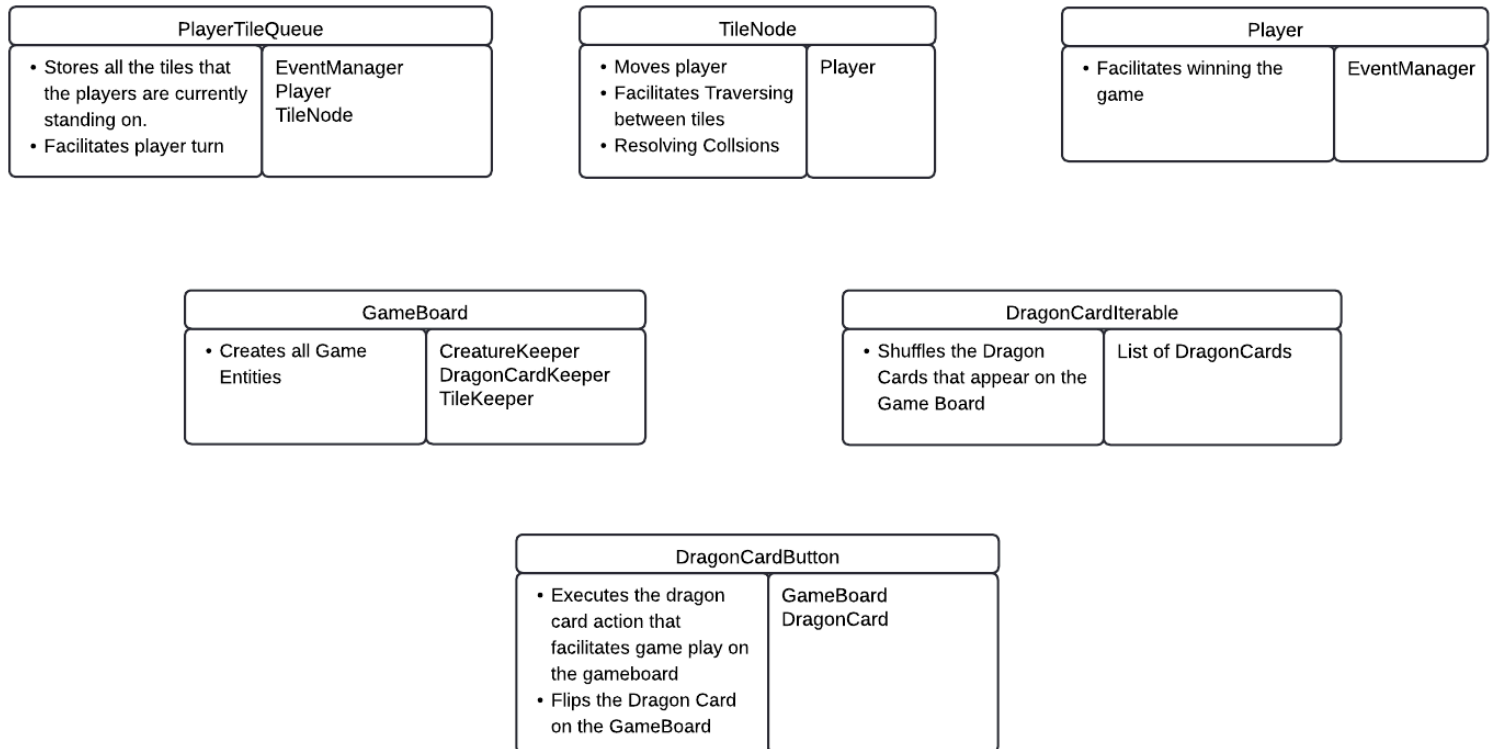 PlayerTileQueue
• Stores all the tiles that
the players are currently
standing on.
• Facilitates player turn
EventManager
Player
TileNode
TileNode
• Moves player
• Facilitates Traversing
between tiles
• Resolving Collsions
Player
Player
• Facilitates winning the
game
EventManager
GameBoard
• Creates all Game
Entities
CreatureKeeper
DragonCardKeeper
TileKeeper
DragonCardIterable
• Shuffles the Dragon
Cards that appear on the
Game Board
List of DragonCards
DragonCardButton
• Executes the dragon
card action that
facilitates game play on
the gameboard
• Flips the Dragon Card
on the GameBoard
GameBoard
DragonCard